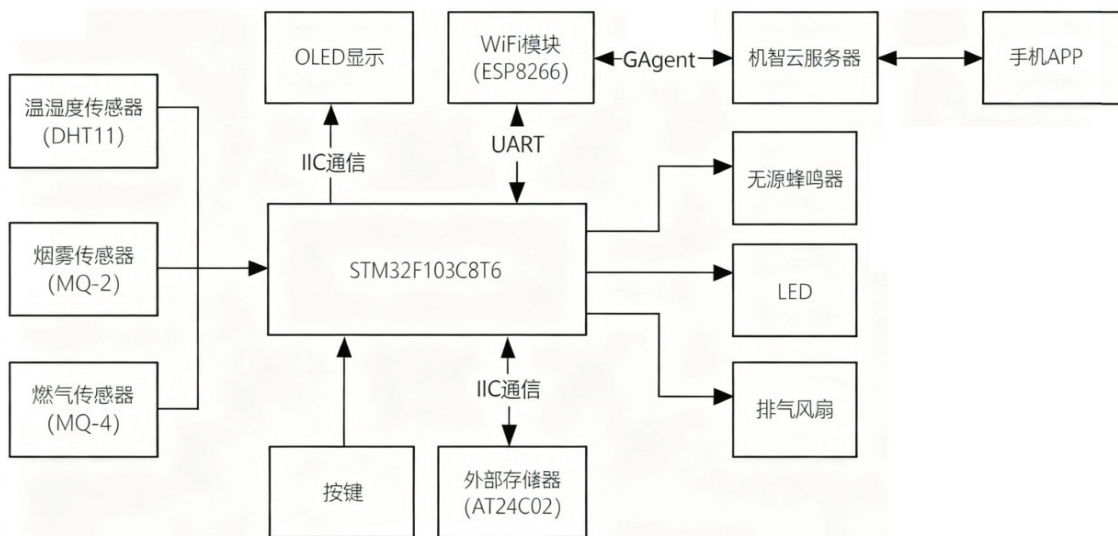 OLED显示
WiFi模块
(ESP8266)
GAgent
机智云服务器
手机APP
温湿度传感器
(DHT11)
IIC通信
UART
无源蜂鸣器
烟雾传感器
(MQ-2)
STM32F103C8T6
LED
燃气传感器
(MQ-4)
IIC通信
排气风扇
按键
外部存储器
(AT24C02)